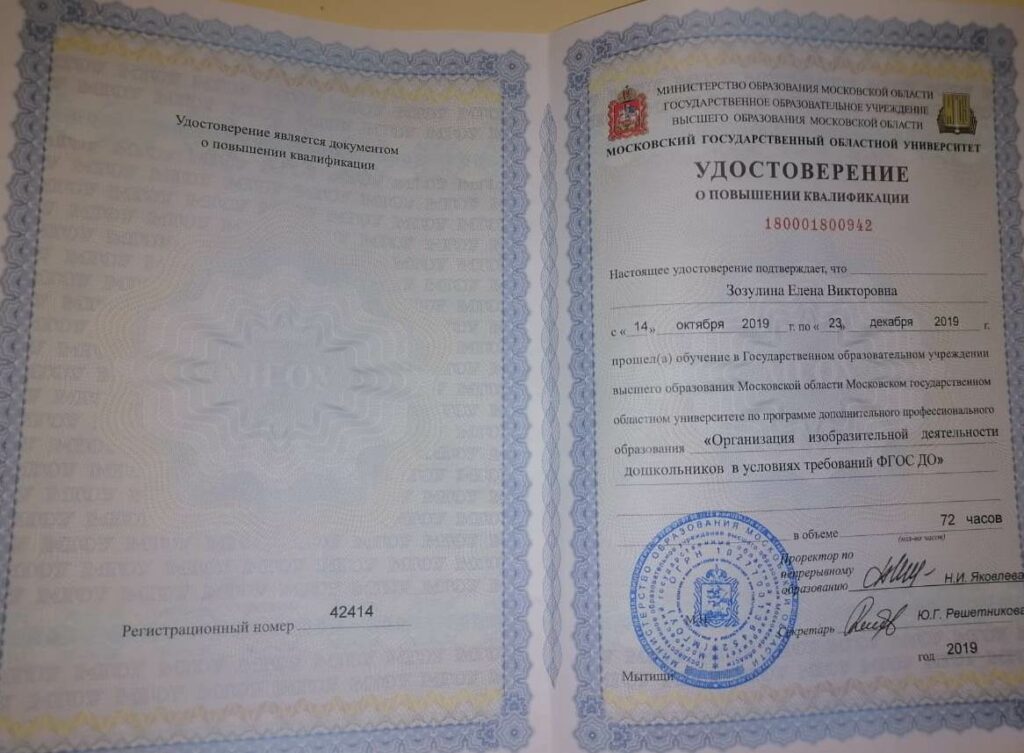 Удостоверение является документом
о повышении квалификации
Регистрационный номер 42414
МИНИСТЕРСТВО ОБРАЗОВАНИЯ МОСКОВСКОЙ ОБЛАСТИ
ГОСУДАРСТВЕННОЕ ОБРАЗОВАТЕЛЬНОЕ УЧРЕЖДЕНИЕ
ВЫСШЕГО ОБРАЗОВАНИЯ МОСКОВСКОЙ ОБЛАСТИ
МОСКОВСКИЙ ГОСУДАРСТВЕННЫЙ ОБЛАСТНОЙ УНИВЕРСИТЕТ
УДОСТОВЕРЕНИЕ
О ПОВЫШЕНИИ КВАЛИФИКАЦИИ
180001800942
Настоящее удостоверение подтверждает, что
Зозулина Елена Викторовна
с « 14 » октября 2019 г. по « 23 » декабря 2019 г.
прошел(а) обучение в Государственном образовательном учреждении
высшего образования Московской области Московском государственном
областном университете по программе дополнительного профессионального
образования «Организация изобразительной деятельности
дошкольников в условиях требований ФГОС ДО»
в объеме 72 часов
(кол-во часов)
Проректор по
непрерывному
образованию Н.И. Яковлева
Секретарь Ю.Г. Решетникова
год 2019
Мытищи